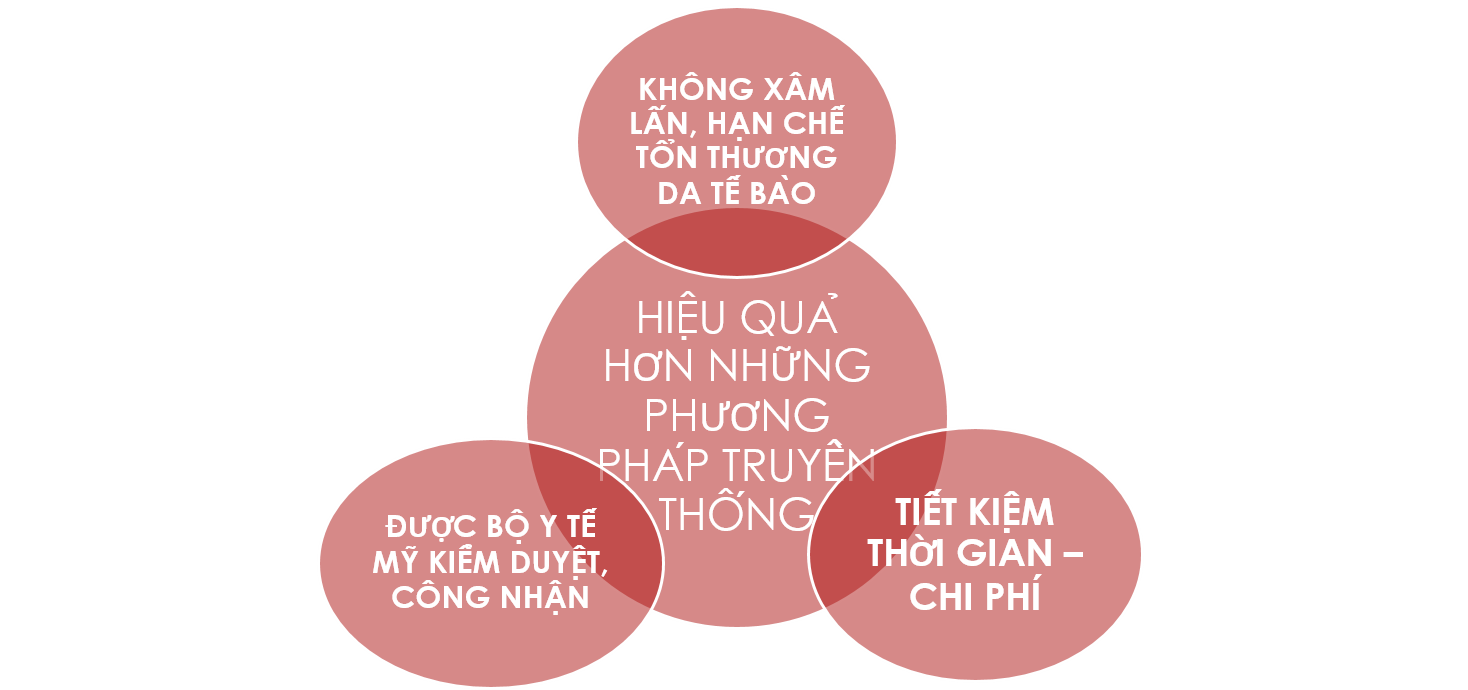 KHÔNG XÂM
LẤN, HẠN CHẾ
TỔN THƯƠNG
DA TẾ BÀO
HIỆU QUẢ
HƠN NHỮNG
PHƯƠNG
PHÁP TRUYỀN
THỐNG
ĐƯỢC BỘ Y TẾ
MỸ KIỂM DUYỆT,
CÔNG NHẬN
TIẾT KIỆM
THỜI GIAN –
CHI PHÍ